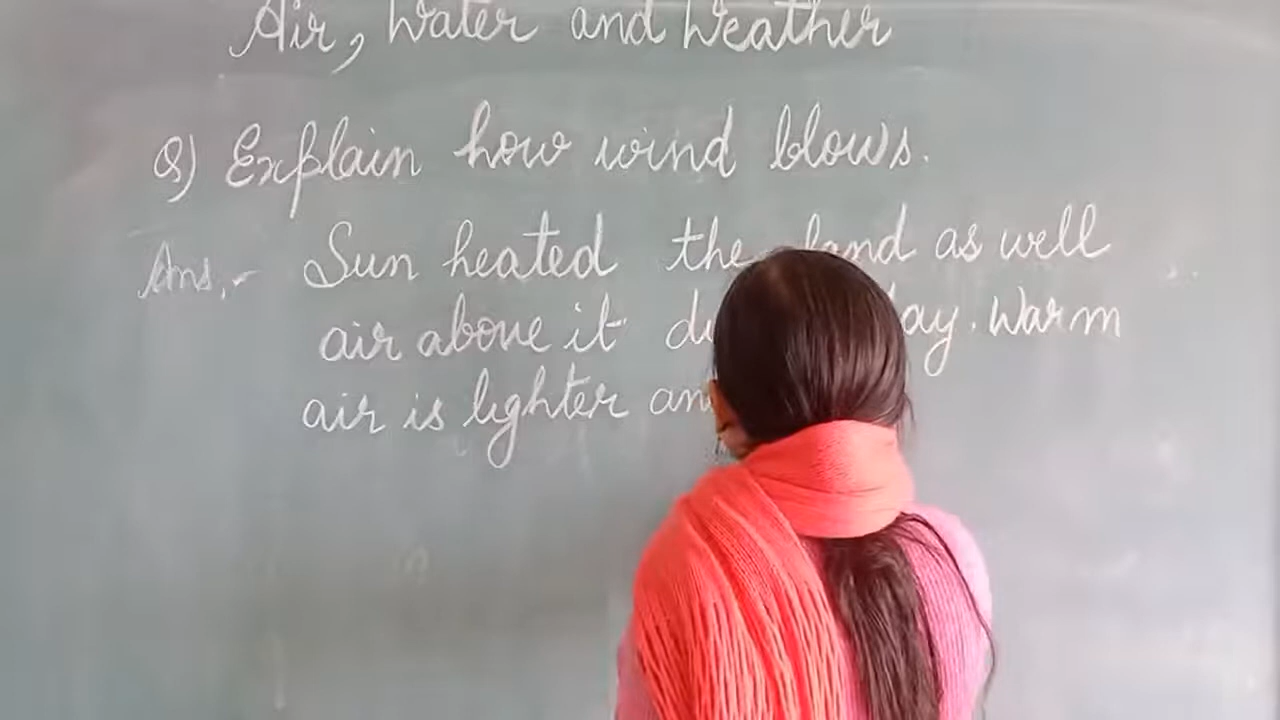 Air, Water and Weather
Q) Explain how wind blows.
Ans.- Sun heated the land as well
air above it day. Warm
air is lighter